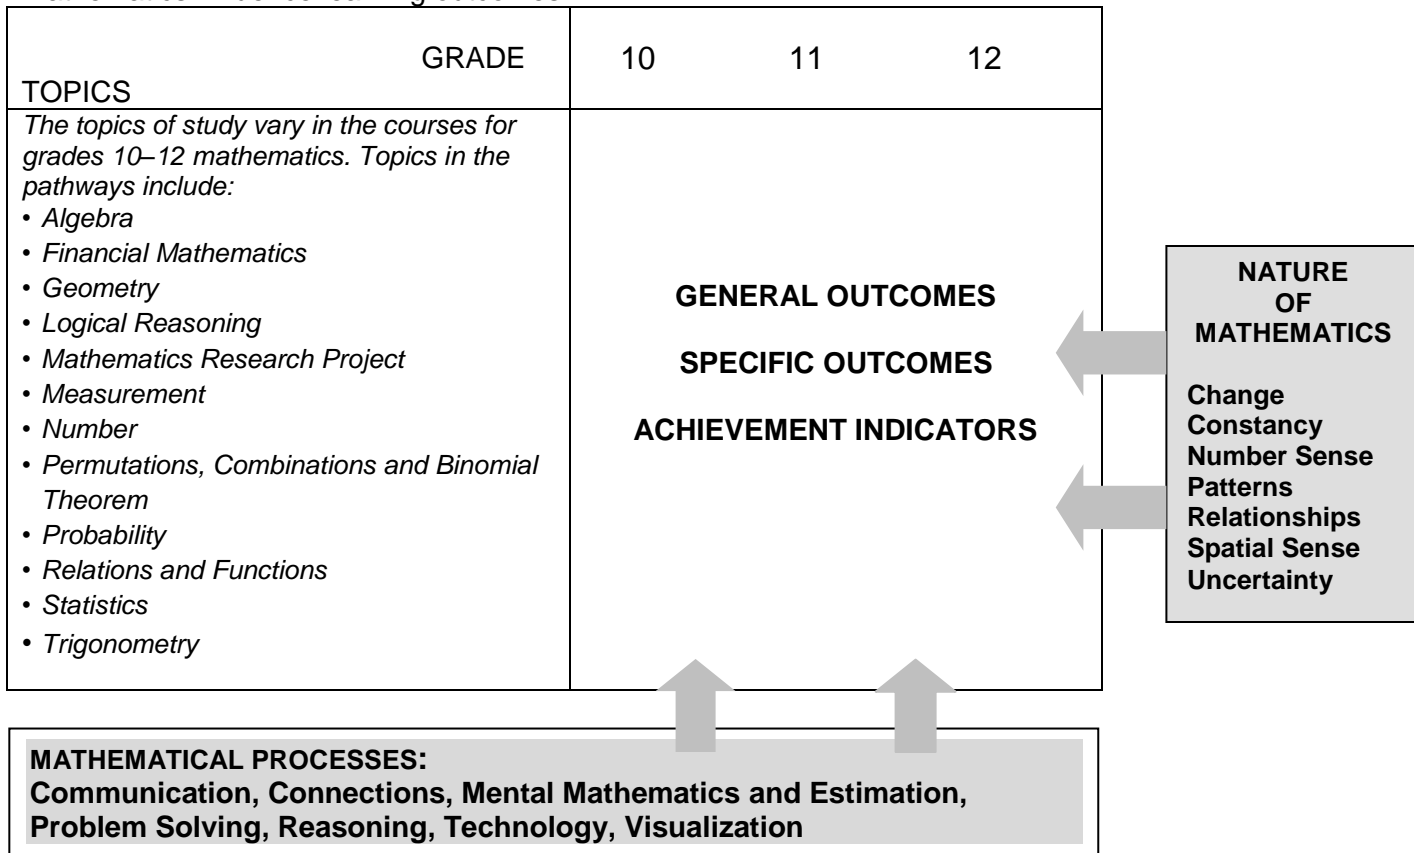 GRADE 10 11 12
TOPICS
The topics of study vary in the courses for
grades 10–12 mathematics. Topics in the
pathways include:
• Algebra
• Financial Mathematics
• Geometry
• Logical Reasoning
• Mathematics Research Project
• Measurement
• Number
• Permutations, Combinations and Binomial
Theorem
• Probability
• Relations and Functions
• Statistics
• Trigonometry
GENERAL OUTCOMES
SPECIFIC OUTCOMES
ACHIEVEMENT INDICATORS
NATURE
OF
MATHEMATICS
Change
Constancy
Number Sense
Patterns
Relationships
Spatial Sense
Uncertainty
MATHEMATICAL PROCESSES:
Communication, Connections, Mental Mathematics and Estimation,
Problem Solving, Reasoning, Technology, Visualization